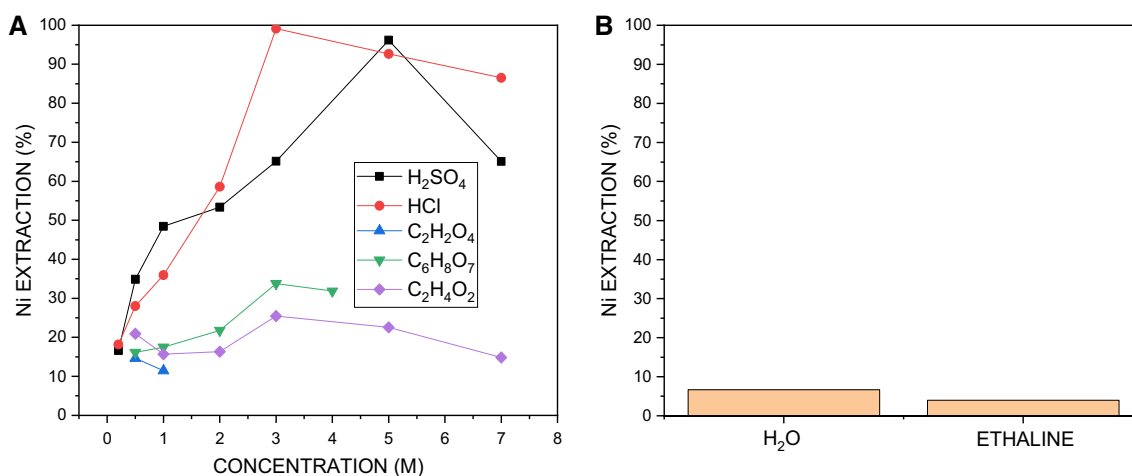 A
Ni EXTRACTION (%)
100
90
80
70
60
50
40
30
20
10
0
H₂SO₄
HCl
C₂H₂O₄
C₆H₈O₇
C₂H₄O₂
0 1 2 3 4 5 6 7 8
CONCENTRATION (M)
B
Ni EXTRACTION (%)
100
90
80
70
60
50
40
30
20
10
0
H₂O ETHALINE